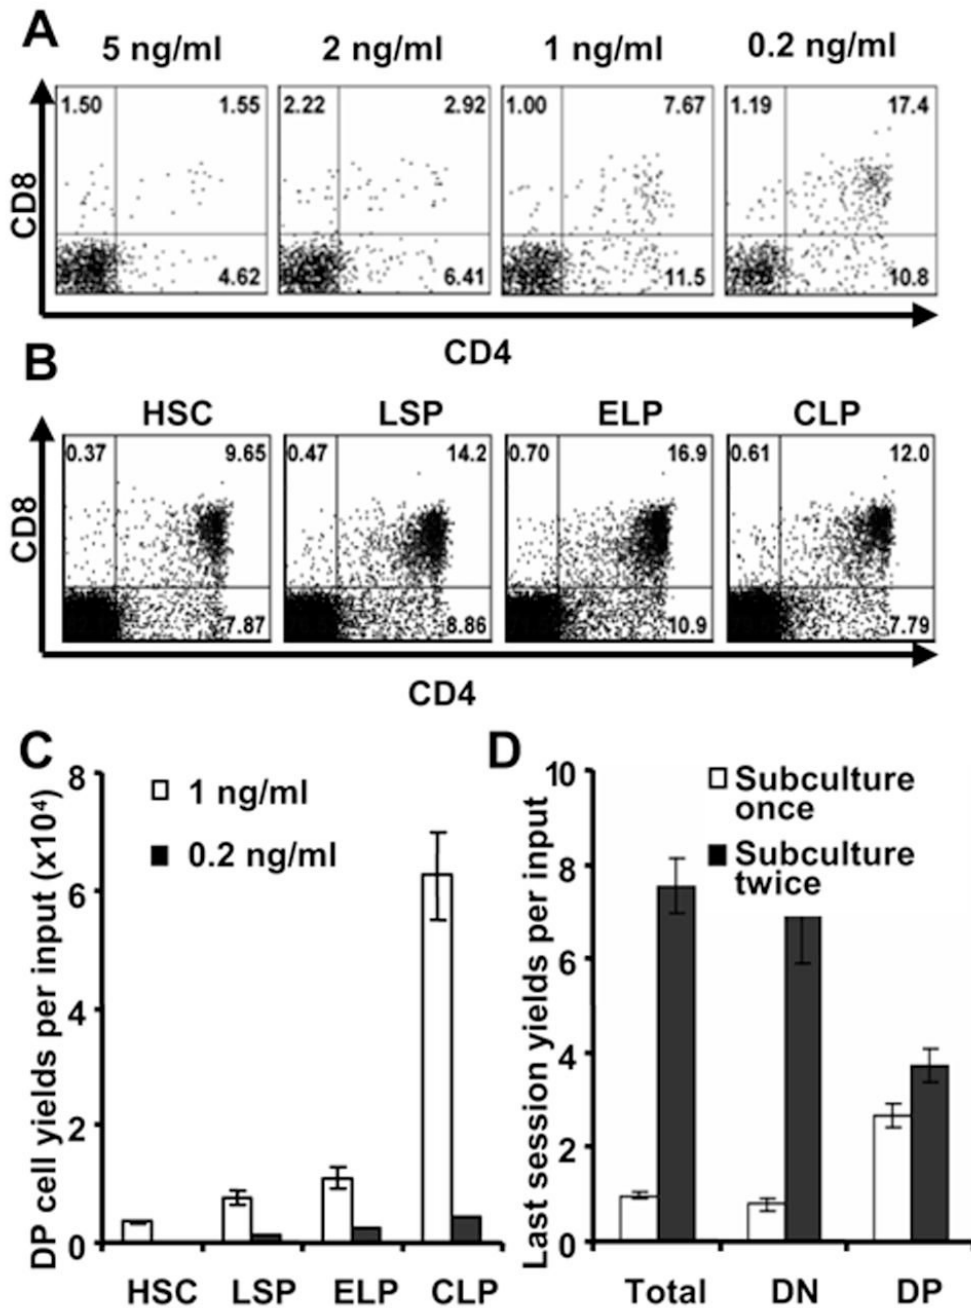 A
5 ng/ml 2 ng/ml 1 ng/ml 0.2 ng/ml
1.50 1.55 2.22 2.92 1.00 7.67 1.19 17.4
CD8
4.62 6.41 11.5 10.8
CD4
B
HSC LSP ELP CLP
0.37 9.65 0.47 14.2 0.70 16.9 0.61 12.0
CD8
7.87 8.86 10.9 7.79
CD4
C
DP cell yields per input (x10⁴)
8
6
4
2
0
1 ng/ml
0.2 ng/ml
HSC LSP ELP CLP
D
Last session yields per input
10
8
6
4
2
0
Subculture
once
Subculture
twice
Total DN DP